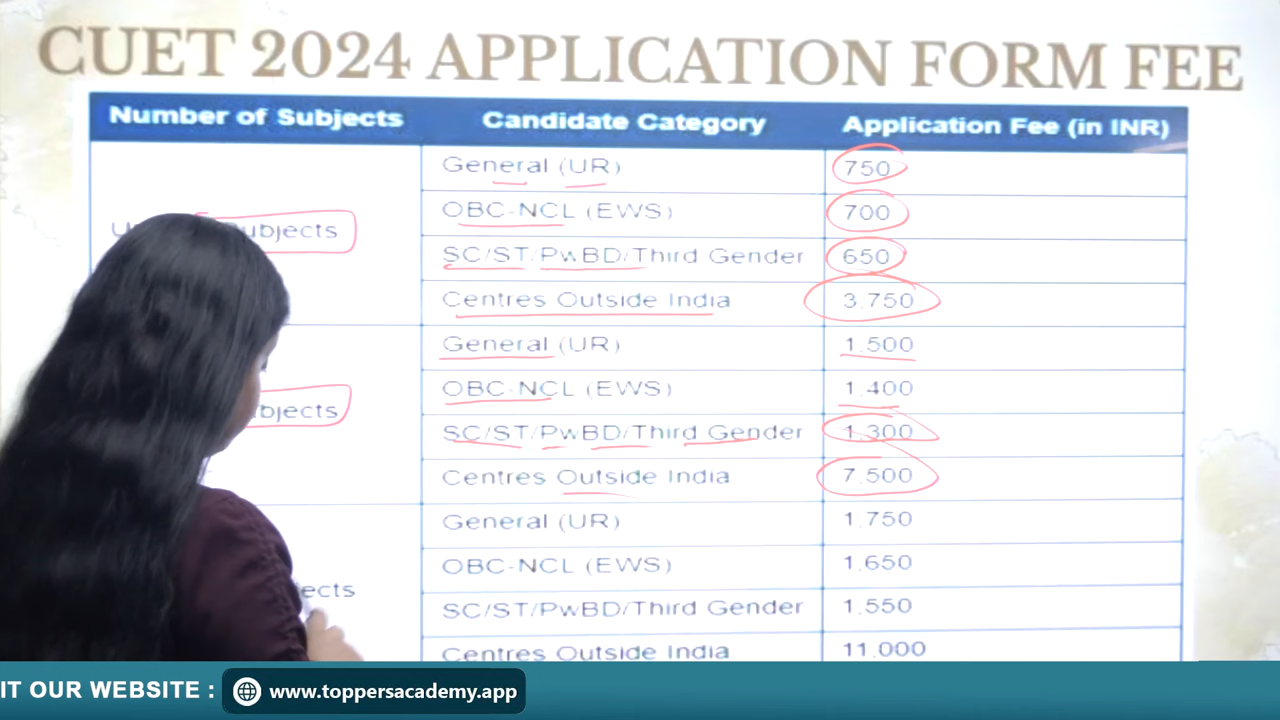 CUET 2024 APPLICATION FORM FEE
Number of Subjects Candidate Category Application Fee (in INR)
General (UR) 750
OBC-NCL (EWS) 700
Subjects
SC/ST/PwBD/Third Gender 650
Centres Outside India 3.750
General (UR) 1.500
OBC-NCL (EWS) 1.400
bjects
SC/ST/PwBD/Third Gender 1.300
Centres Outside India 7.500
General (UR) 1.750
OBC-NCL (EWS) 1.650
ects
SC/ST/PwBD/Third Gender 1.550
Centres Outside India 11.000
IT OUR WEBSITE : www.toppersacademy.app